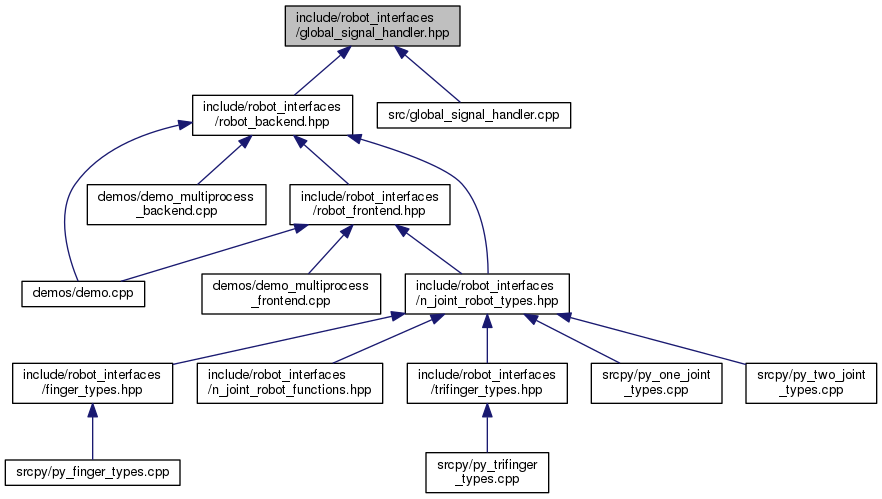 include/robot_interfaces
/global_signal_handler.hpp
include/robot_interfaces
/robot_backend.hpp
src/global_signal_handler.cpp
demos/demo_multiprocess
_backend.cpp
include/robot_interfaces
/robot_frontend.hpp
demos/demo.cpp
demos/demo_multiprocess
_frontend.cpp
include/robot_interfaces
/n_joint_robot_types.hpp
include/robot_interfaces
/finger_types.hpp
include/robot_interfaces
/n_joint_robot_functions.hpp
include/robot_interfaces
/trifinger_types.hpp
srcpy/py_one_joint
_types.cpp
srcpy/py_two_joint
_types.cpp
srcpy/py_finger_types.cpp
srcpy/py_trifinger
_types.cpp